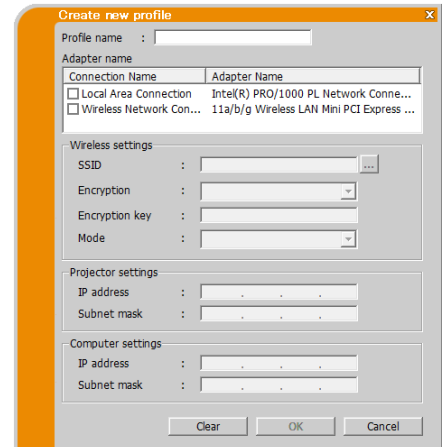 Create new profile x
Profile name :
Adapter name
Connection Name Adapter Name
Local Area Connection Intel(R) PRO/1000 PL Network Conne...
Wireless Network Con... 11a/b/g Wireless LAN Mini PCI Express ...
Wireless settings
SSID : ...
Encryption :
Encryption key :
Mode :
Projector settings
IP address : . . .
Subnet mask : . . .
Computer settings
IP address : . . .
Subnet mask : . . .
Clear OK Cancel